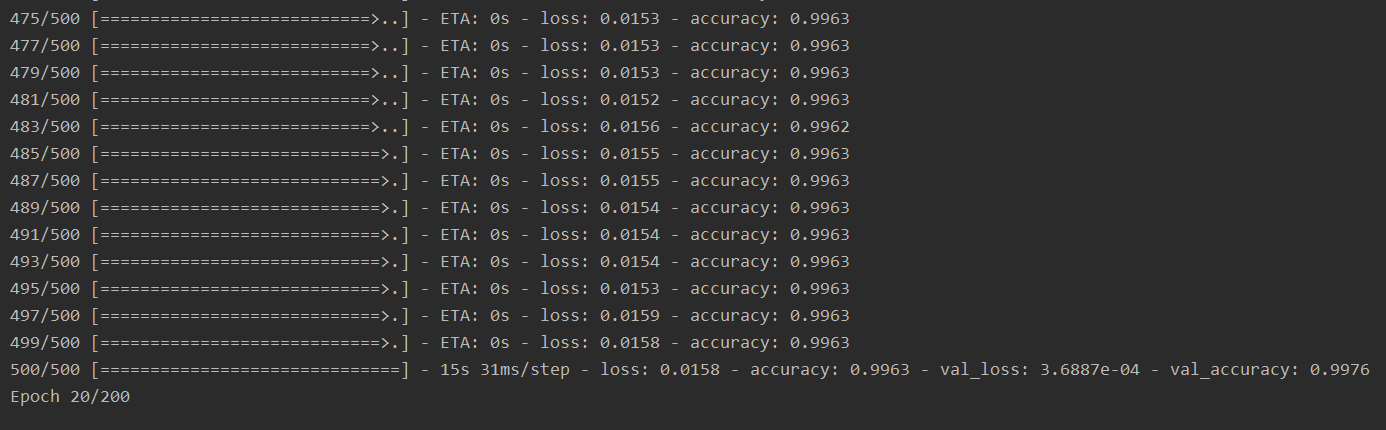 475/500 [===========================>..] - ETA: 0s - loss: 0.0153 - accuracy: 0.9963
477/500 [===========================>..] - ETA: 0s - loss: 0.0153 - accuracy: 0.9963
479/500 [===========================>..] - ETA: 0s - loss: 0.0153 - accuracy: 0.9963
481/500 [===========================>..] - ETA: 0s - loss: 0.0152 - accuracy: 0.9963
483/500 [===========================>..] - ETA: 0s - loss: 0.0156 - accuracy: 0.9962
485/500 [============================>.] - ETA: 0s - loss: 0.0155 - accuracy: 0.9963
487/500 [============================>.] - ETA: 0s - loss: 0.0155 - accuracy: 0.9963
489/500 [============================>.] - ETA: 0s - loss: 0.0154 - accuracy: 0.9963
491/500 [============================>.] - ETA: 0s - loss: 0.0154 - accuracy: 0.9963
493/500 [============================>.] - ETA: 0s - loss: 0.0154 - accuracy: 0.9963
495/500 [============================>.] - ETA: 0s - loss: 0.0153 - accuracy: 0.9963
497/500 [============================>.] - ETA: 0s - loss: 0.0159 - accuracy: 0.9963
499/500 [============================>.] - ETA: 0s - loss: 0.0158 - accuracy: 0.9963
500/500 [==============================] - 15s 31ms/step - loss: 0.0158 - accuracy: 0.9963 - val_loss: 3.6887e-04 - val_accuracy: 0.9976
Epoch 20/200